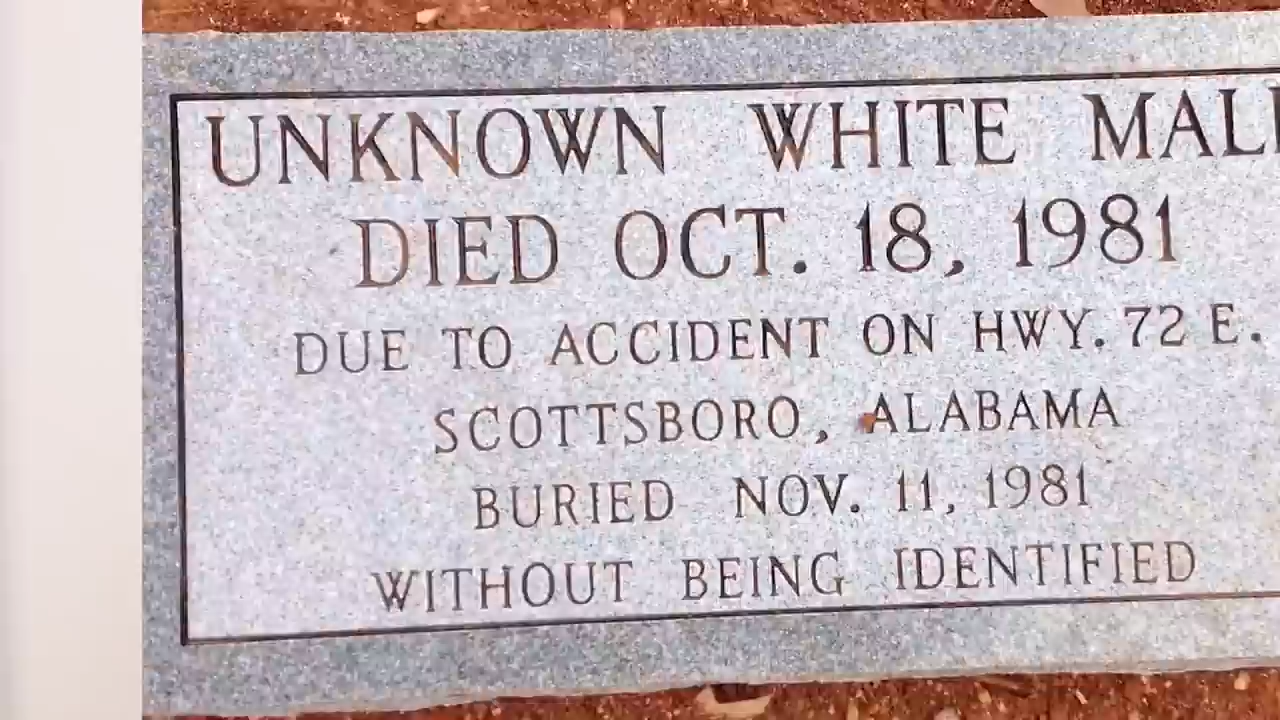 UNKNOWN WHITE MALE
DIED OCT. 18, 1981
DUE TO ACCIDENT ON HWY. 72 E.
SCOTTSBORO, ALABAMA
BURIED NOV. 11, 1981
WITHOUT BEING IDENTIFIED